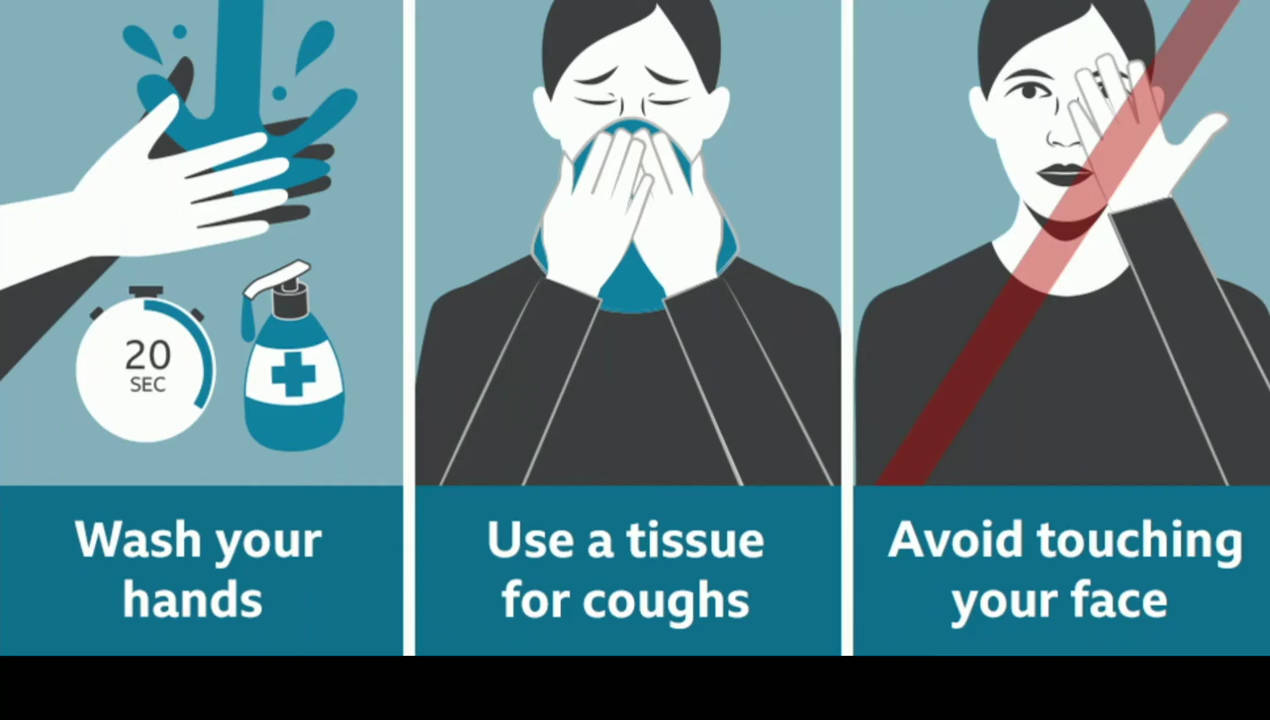 20
SEC
Wash your
hands
Use a tissue
for coughs
Avoid touching
your face